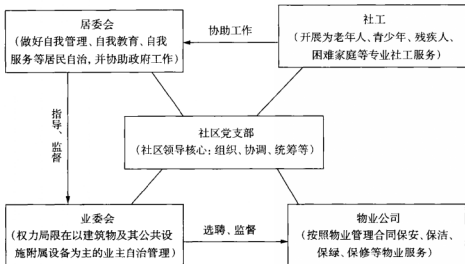 居委会
(做好自我管理、自我教育、自我
服务等居民自治,并协助政府工作)
协助工作
社工
(开展为老年人、青少年、残疾人、
困难家庭等专业社工服务)
指导、监督
社区党支部
(社区领导核心:组织、协调、统筹等)
业委会
(权力局限在以建筑物及其公共设
施附属设备为主的业主自治管理)
选聘、监督
物业公司
(按照物业管理合同保安、保洁、
保绿、保修等物业服务)